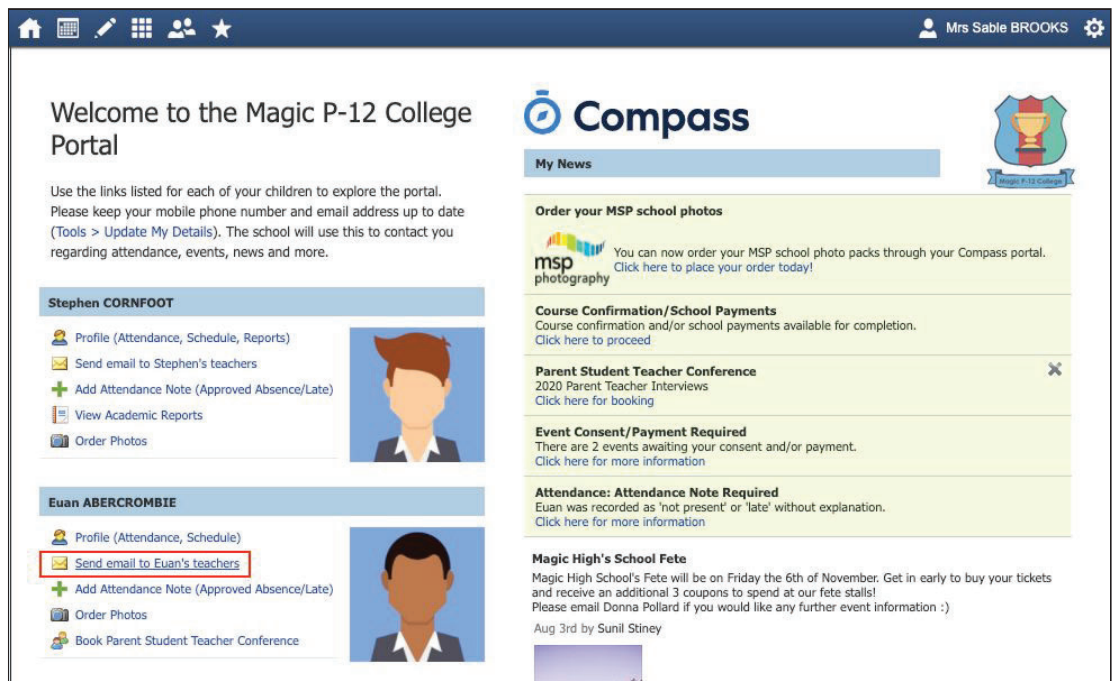 Mrs Sable BROOKS
Welcome to the Magic P-12 College
Portal
Use the links listed for each of your children to explore the portal.
Please keep your mobile phone number and email address up to date
(Tools > Update My Details). The school will use this to contact you
regarding attendance, events, news and more.
Stephen CORNFOOT
Profile (Attendance, Schedule, Reports)
Send email to Stephen's teachers
Add Attendance Note (Approved Absence/Late)
View Academic Reports
Order Photos
Euan ABERCROMBIE
Profile (Attendance, Schedule)
Send email to Euan's teachers
Add Attendance Note (Approved Absence/Late)
Order Photos
Book Parent Student Teacher Conference
Compass
Magic P-12 College
My News
Order your MSP school photos
msp
photography
You can now order your MSP school photo packs through your Compass portal.
Click here to place your order today!
Course Confirmation/School Payments
Course confirmation and/or school payments available for completion.
Click here to proceed
Parent Student Teacher Conference
2020 Parent Teacher Interviews
Click here for booking
Event Consent/Payment Required
There are 2 events awaiting your consent and/or payment.
Click here for more information
Attendance: Attendance Note Required
Euan was recorded as 'not present' or 'late' without explanation.
Click here for more information
Magic High's School Fete
Magic High School's Fete will be on Friday the 6th of November. Get in early to buy your tickets
and receive an additional 3 coupons to spend at our fete stalls!
Please email Donna Pollard if you would like any further event information :)
Aug 3rd by Sunil Stiney